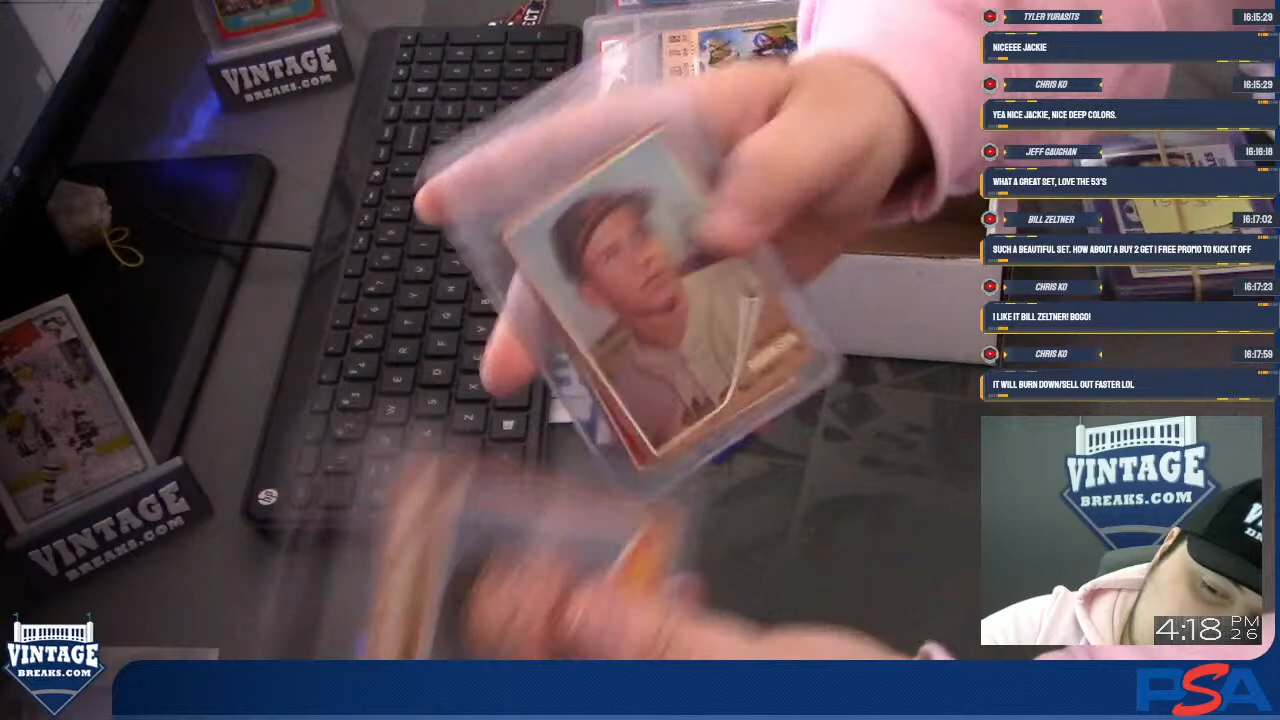 VINTAGE
BREAKS.COM
VINTAGE
BREAKS.COM
VINTAGE
BREAKS.COM
TYLER YURASITS
16:15:29
NICEEEE JACKIE
CHRIS KO
16:15:29
YEA NICE JACKIE, NICE DEEP COLORS.
JEFF GAUGHAN
16:16:18
WHAT A GREAT SET, LOVE THE 53'S
BILL ZELTNER
16:17:02
SUCH A BEAUTIFUL SET. HOW ABOUT A BUY 2 GET 1 FREE PROMO TO KICK IT OFF
CHRIS KO
16:17:23
I LIKE IT BILL ZELTNER! BOGO!
CHRIS KO
16:17:59
IT WILL BURN DOWN/SELL OUT FASTER LOL
VINTAGE
BREAKS.COM
4:18 PM
26
PSA